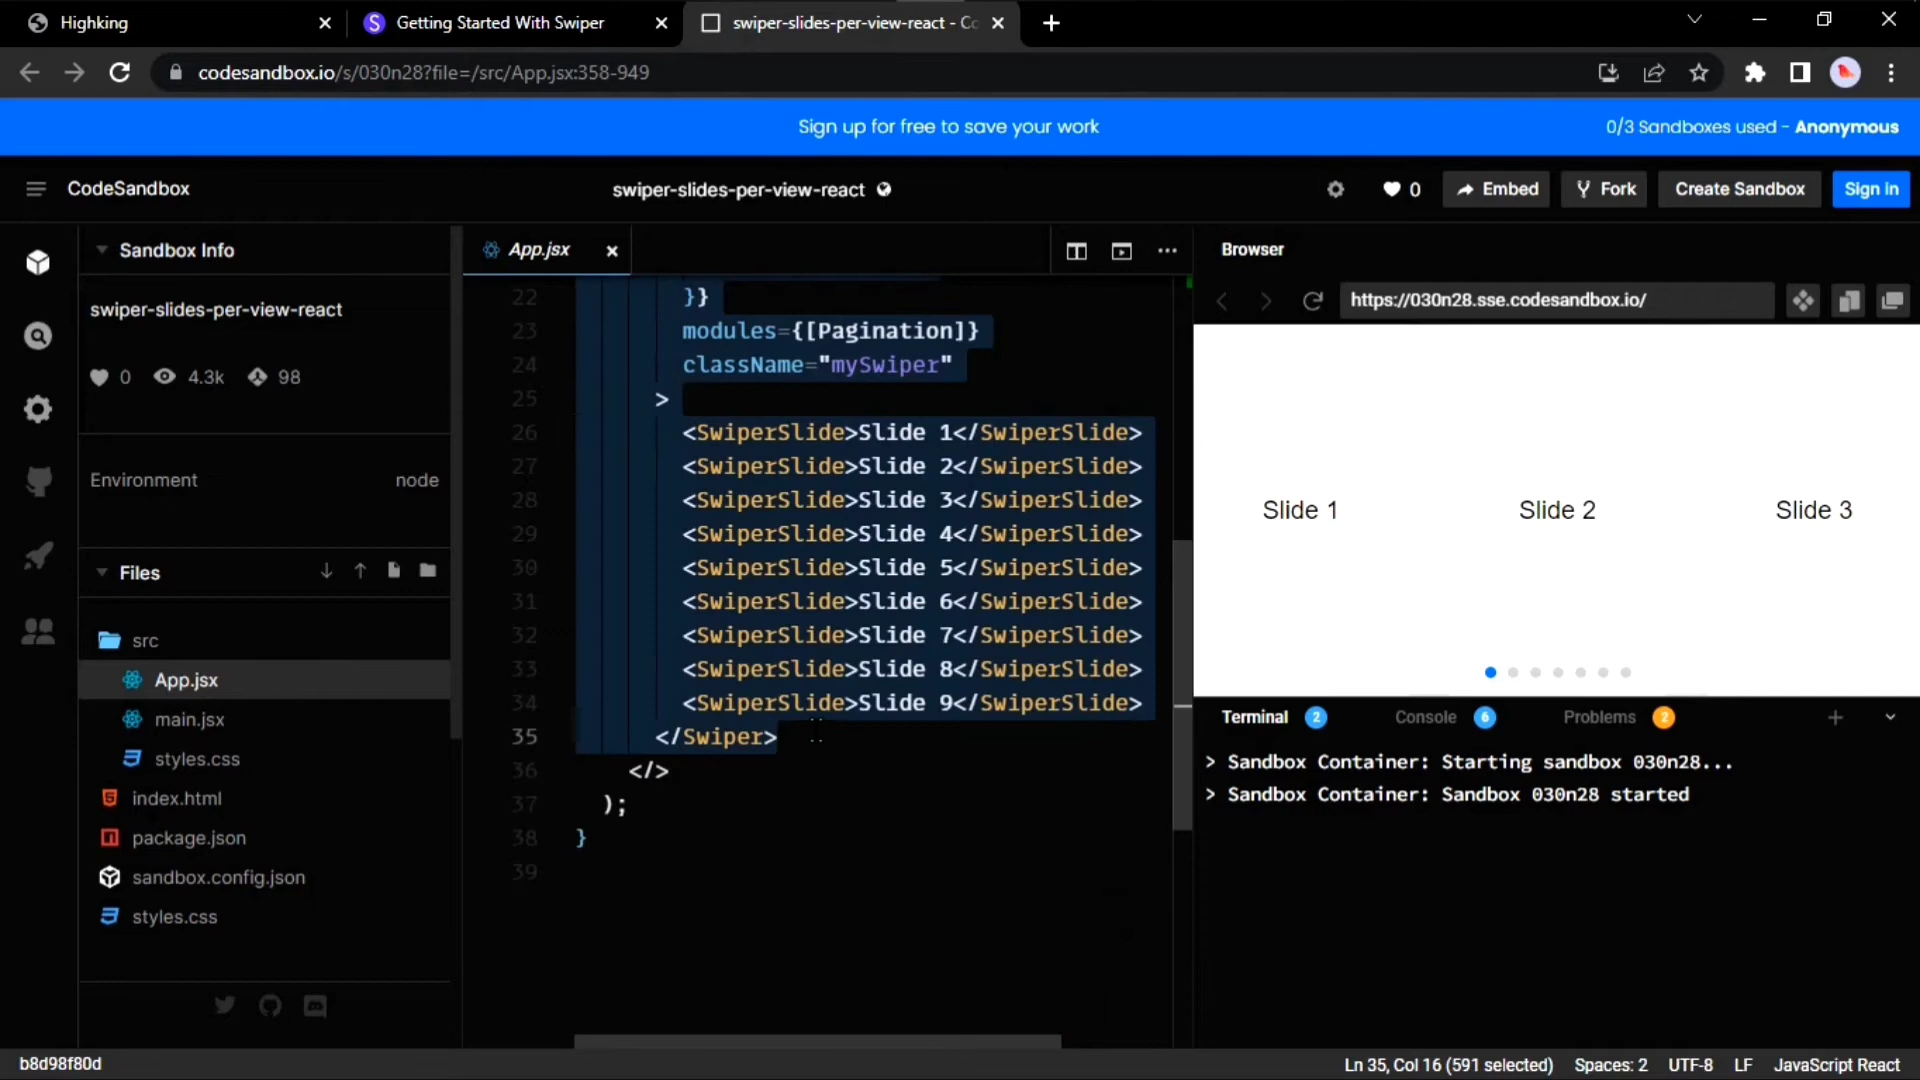 Highking
Getting Started With Swiper
swiper-slides-per-view-react - Co
codesandbox.io/s/030n28?file=/src/App.jsx:358-949
Sign up for free to save your work
0/3 Sandboxes used - Anonymous
CodeSandbox
swiper-slides-per-view-react
0
Embed
Fork
Create Sandbox
Sign in
Sandbox Info
swiper-slides-per-view-react
0 4.3k 98
Environment node
Files
src
App.jsx
main.jsx
styles.css
index.html
package.json
sandbox.config.json
styles.css
App.jsx
22 }}
23 modules={[Pagination]}
24 className="mySwiper"
25 >
26 <SwiperSlide>Slide 1</SwiperSlide>
27 <SwiperSlide>Slide 2</SwiperSlide>
28 <SwiperSlide>Slide 3</SwiperSlide>
29 <SwiperSlide>Slide 4</SwiperSlide>
30 <SwiperSlide>Slide 5</SwiperSlide>
31 <SwiperSlide>Slide 6</SwiperSlide>
32 <SwiperSlide>Slide 7</SwiperSlide>
33 <SwiperSlide>Slide 8</SwiperSlide>
34 <SwiperSlide>Slide 9</SwiperSlide>
35 </Swiper>
36 </>
37 );
38 }
39
Browser
https://030n28.sse.codesandbox.io/
Slide 1 Slide 2 Slide 3
Terminal 2 Console 6 Problems 2
> Sandbox Container: Starting sandbox 030n28...
> Sandbox Container: Sandbox 030n28 started
b8d98f80d
Ln 35, Col 16 (591 selected) Spaces: 2 UTF-8 LF JavaScript React